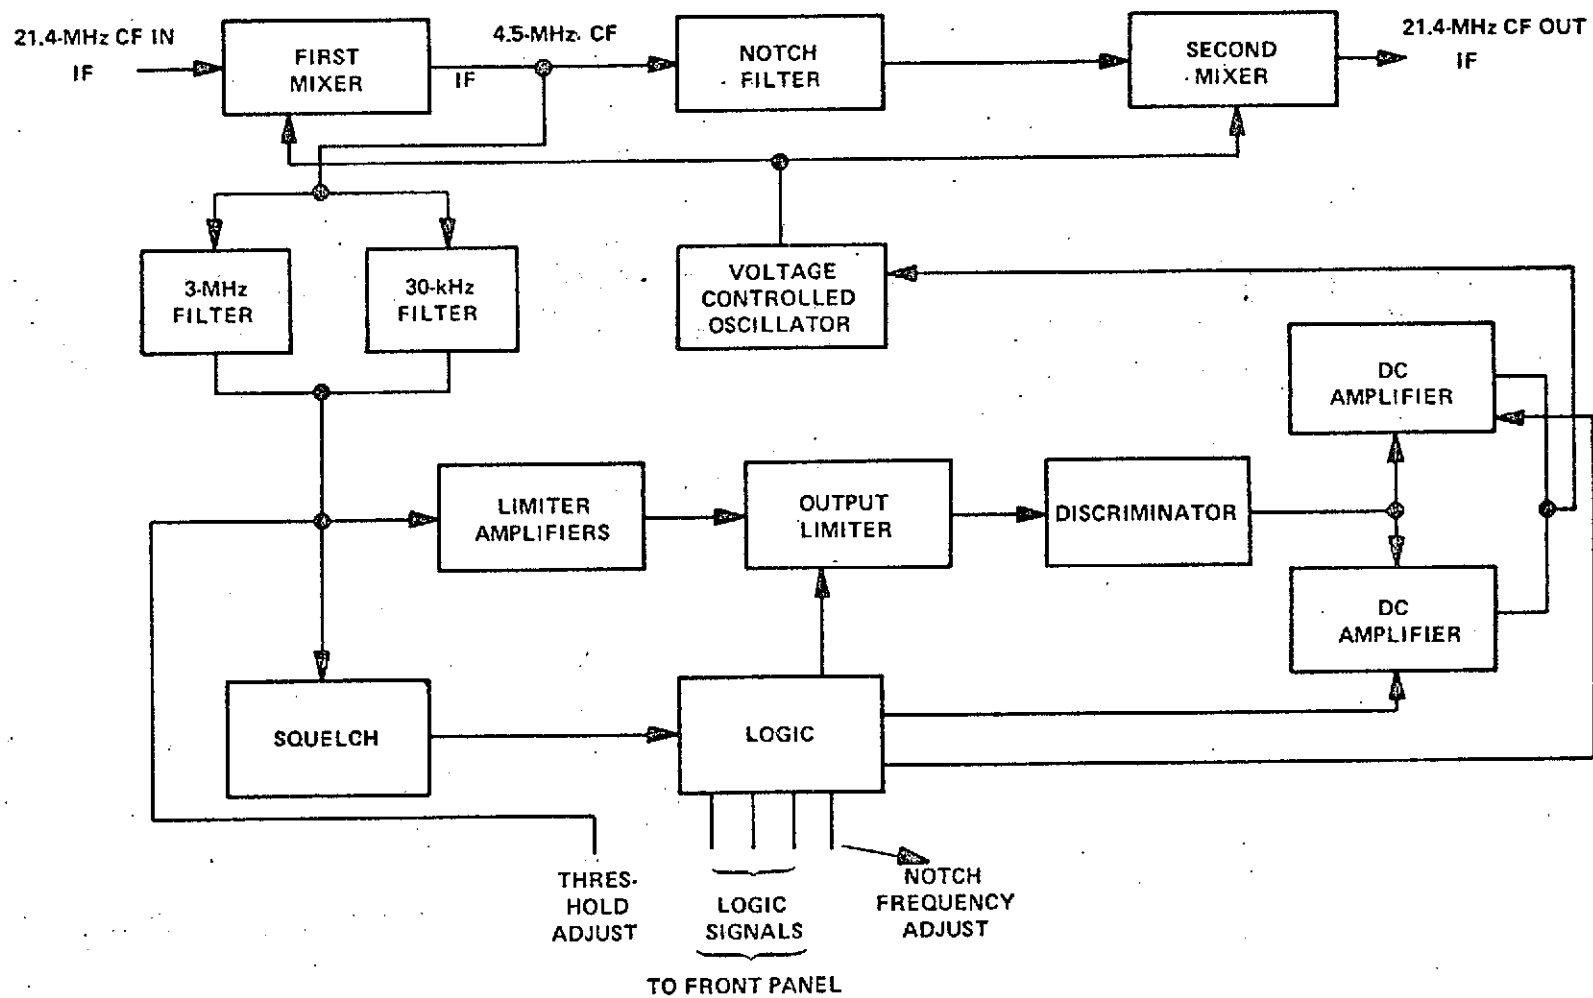 21.4-MHz CF IN
IF
FIRST
MIXER
4.5-MHz CF
IF
NOTCH
FILTER
SECOND
MIXER
21.4-MHz CF OUT
IF
3-MHz
FILTER
30-kHz
FILTER
VOLTAGE
CONTROLLED
OSCILLATOR
DC
AMPLIFIER
LIMITER
AMPLIFIERS
OUTPUT
LIMITER
DISCRIMINATOR
DC
AMPLIFIER
SQUELCH
LOGIC
THRES-
HOLD
ADJUST
LOGIC
SIGNALS
NOTCH
FREQUENCY
ADJUST
TO FRONT PANEL